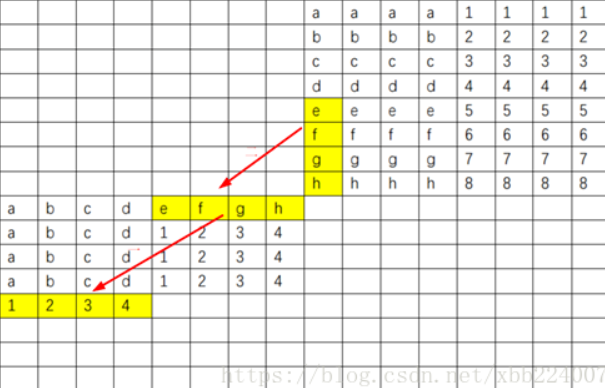 a a a a 1 1 1 1
b b b b 2 2 2 2
c c c c 3 3 3 3
d d d d 4 4 4 4
e e e e 5 5 5 5
f f f f 6 6 6 6
g g g g 7 7 7 7
h h h h 8 8 8 8
a b c d e f g h
a b c d 1 2 3 4
a b c d 1 2 3 4
a b c d 1 2 3 4
1 2 3 4
https://blog.csdn.net/xbb224007